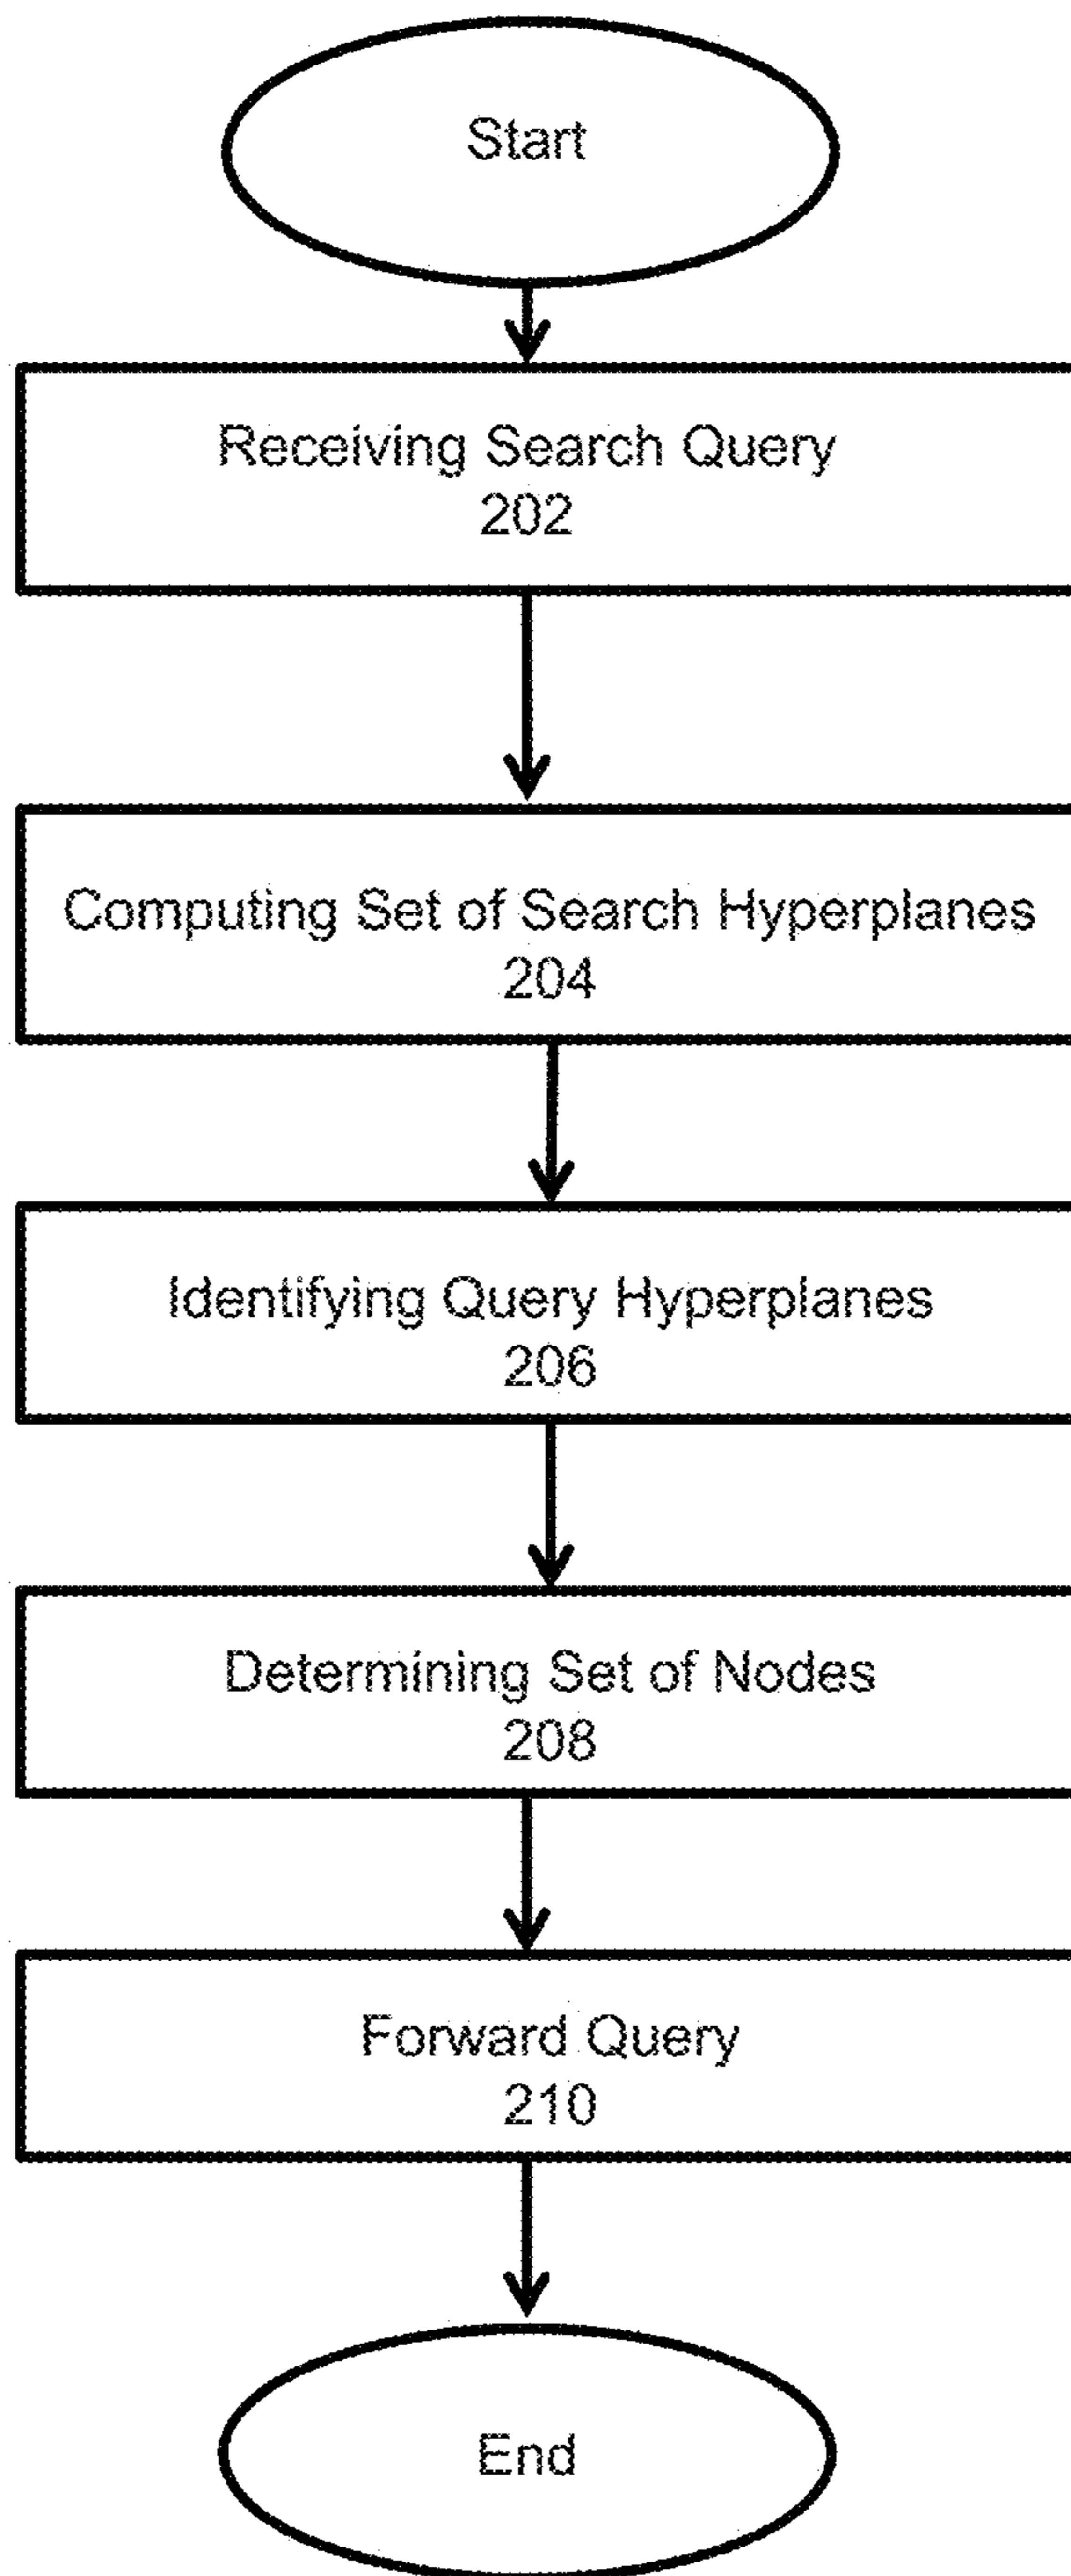 Start
Receiving Search Query
202
Computing Set of Search Hyperplanes
204
Identifying Query Hyperplanes
206
Determining Set of Nodes
208
Forward Query
210
End